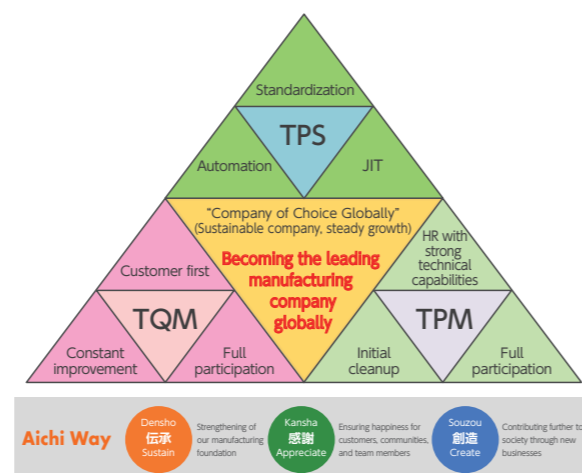 Standardization
TPS
Automation
JIT
“Company of Choice Globally”
(Sustainable company, steady growth)
Becoming the leading
manufacturing
company
globally
Customer first
TQM
Constant
improvement
Full
participation
HR with
strong
technical
capabilities
TPM
Initial
cleanup
Full
participation
Aichi Way
Densho
伝承
Sustain
Strengthening of
our manufacturing
foundation
Kansha
感謝
Appreciate
Ensuring happiness for
customers, communities,
and team members
Souzou
創造
Create
Contributing further to
society through new
businesses